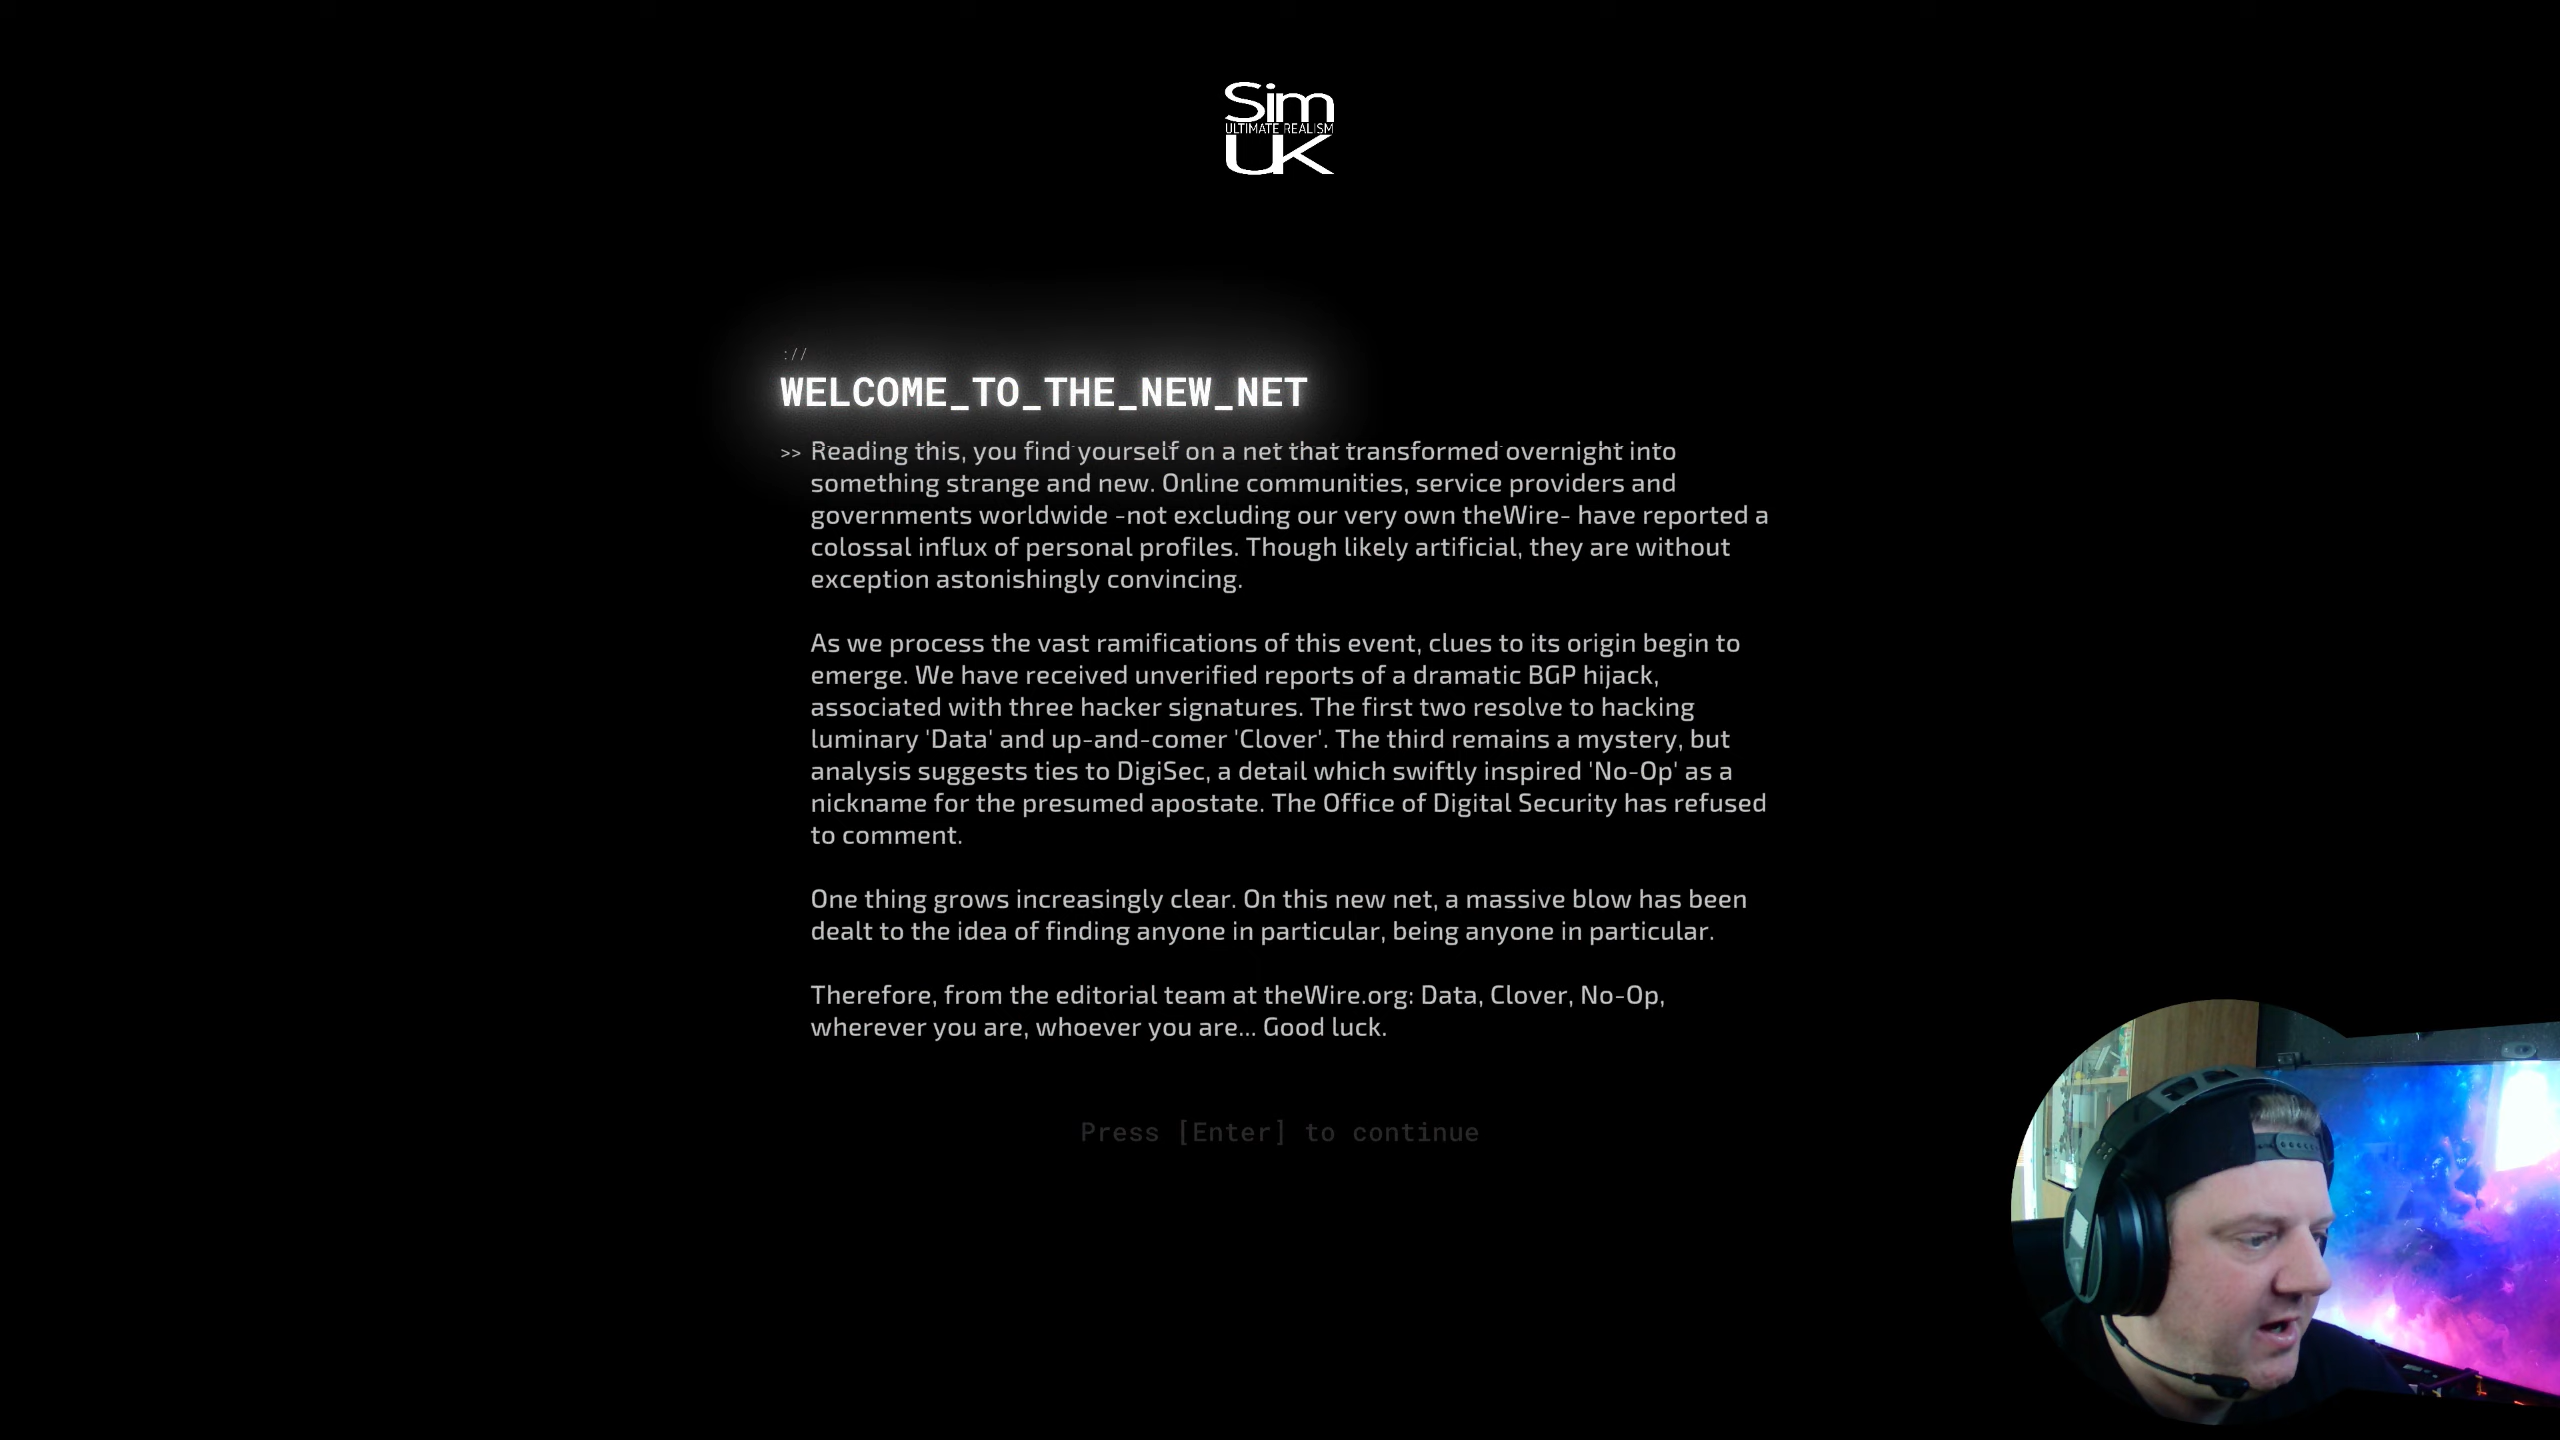 Sim
ULTIMATE REALISM
UK
://
WELCOME_TO_THE_NEW_NET
>> Reading this, you find yourself on a net that transformed overnight into
something strange and new. Online communities, service providers and
governments worldwide -not excluding our very own theWire- have reported a
colossal influx of personal profiles. Though likely artificial, they are without
exception astonishingly convincing.
As we process the vast ramifications of this event, clues to its origin begin to
emerge. We have received unverified reports of a dramatic BGP hijack,
associated with three hacker signatures. The first two resolve to hacking
luminary 'Data' and up-and-comer 'Clover'. The third remains a mystery, but
analysis suggests ties to DigiSec, a detail which swiftly inspired 'No-Op' as a
nickname for the presumed apostate. The Office of Digital Security has refused
to comment.
One thing grows increasingly clear. On this new net, a massive blow has been
dealt to the idea of finding anyone in particular, being anyone in particular.
Therefore, from the editorial team at theWire.org: Data, Clover, No-Op,
wherever you are, whoever you are... Good luck.
Press [Enter] to continue